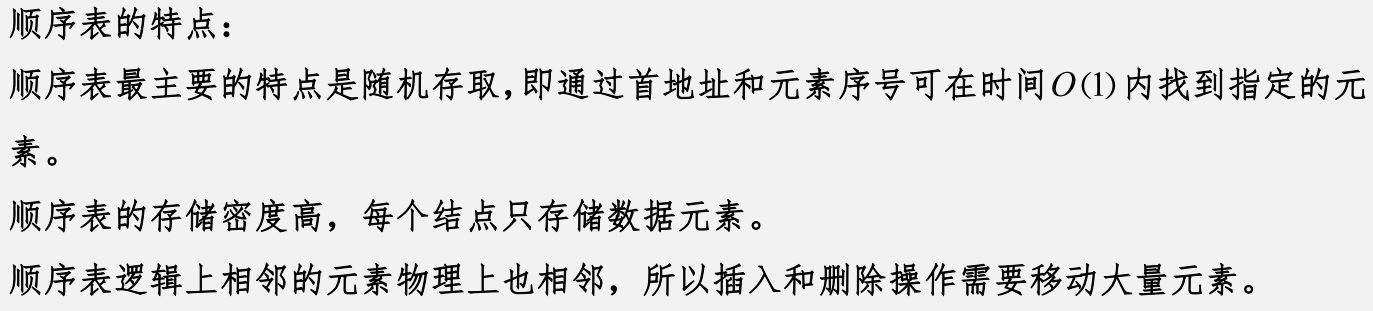 顺序表的特点：
顺序表最主要的特点是随机存取，即通过首地址和元素序号可在时间O(1)内找到指定的元
素。
顺序表的存储密度高，每个结点只存储数据元素。
顺序表逻辑上相邻的元素物理上也相邻，所以插入和删除操作需要移动大量元素。